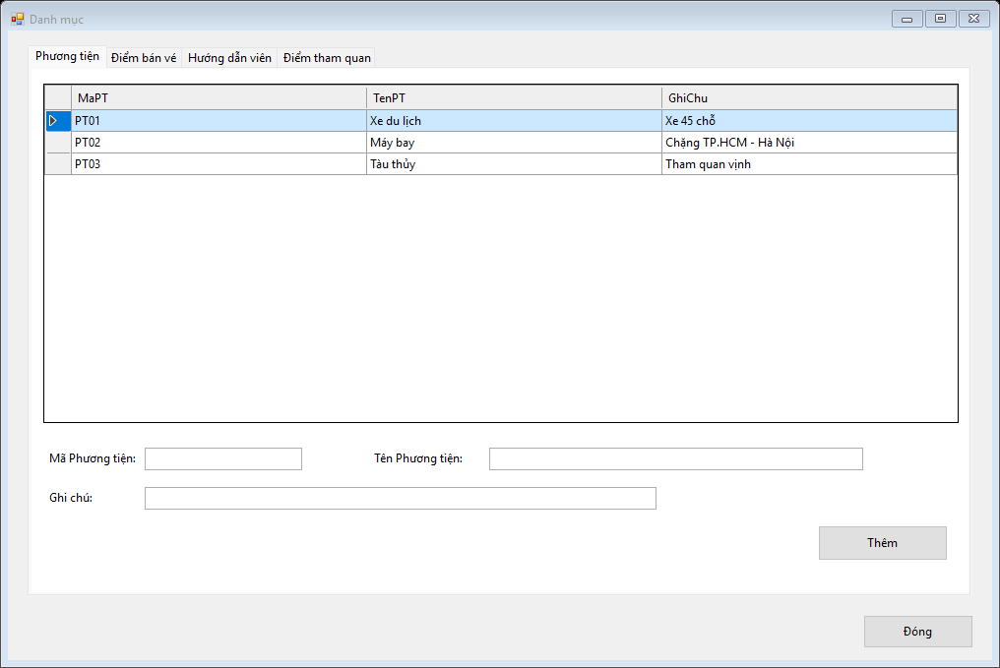 Danh mục
Phương tiện Điểm bán vé Hướng dẫn viên Điểm tham quan
MaPT TenPT GhiChu
PT01 Xe du lịch Xe 45 chỗ
PT02 Máy bay Chặng TP.HCM - Hà Nội
PT03 Tàu thủy Tham quan vịnh
Mã Phương tiện: Tên Phương tiện:
Ghi chú:
Thêm
Đóng